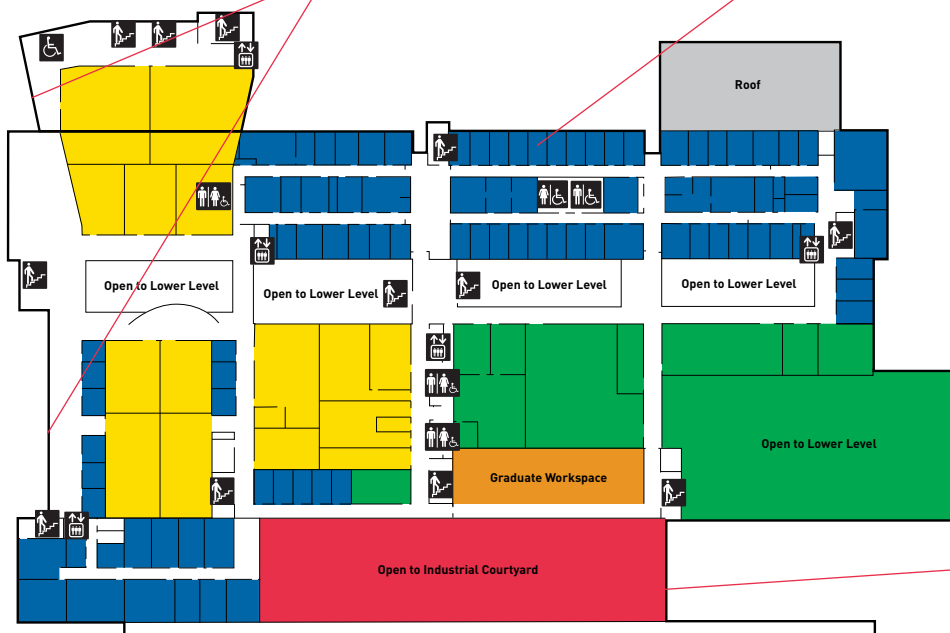 Roof
Open to Lower Level
Open to Lower Level
Open to Lower Level
Open to Lower Level
Open to Lower Level
Graduate Workspace
Open to Industrial Courtyard